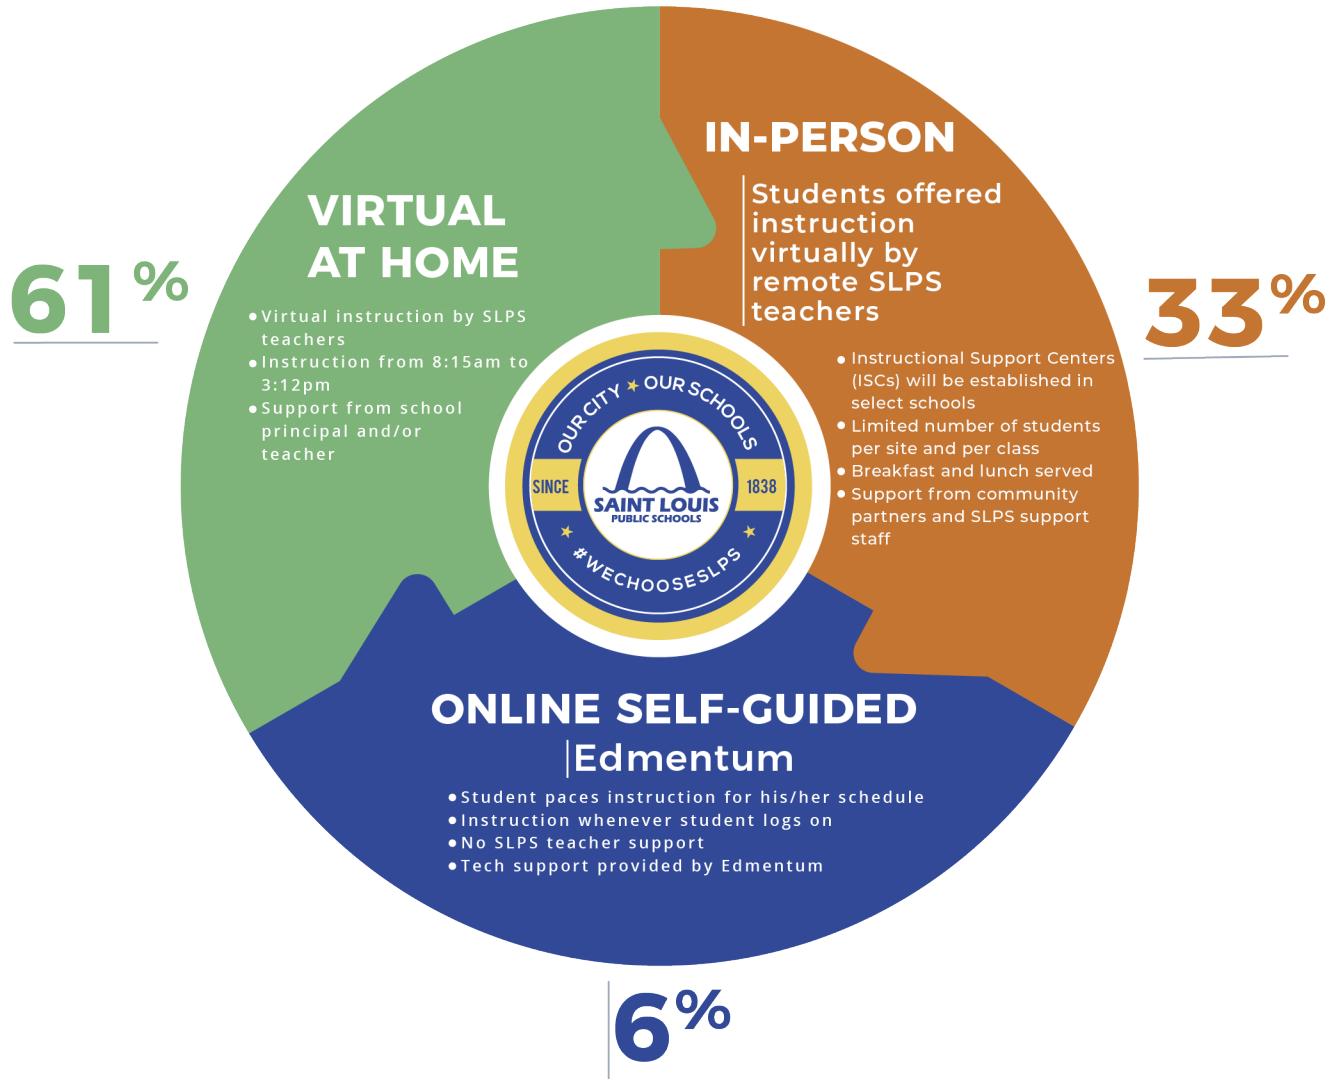 IN-PERSON
Students offered
instruction
virtually by
remote SLPS
teachers
• Instructional Support Centers
(ISCs) will be established in
select schools
• Limited number of students
per site and per class
• Breakfast and lunch served
• Support from community
partners and SLPS support
staff
33%
VIRTUAL
AT HOME
• Virtual instruction by SLPS
teachers
• Instruction from 8:15am to
3:12pm
• Support from school
principal and/or
teacher
61%
OUR CITY ★ OUR SCHOOLS
SINCE
1838
SAINT LOUIS
PUBLIC SCHOOLS
★ #WECHOOSESLPS ★
ONLINE SELF-GUIDED
Edmentum
• Student paces instruction for his/her schedule
• Instruction whenever student logs on
• No SLPS teacher support
• Tech support provided by Edmentum
6%